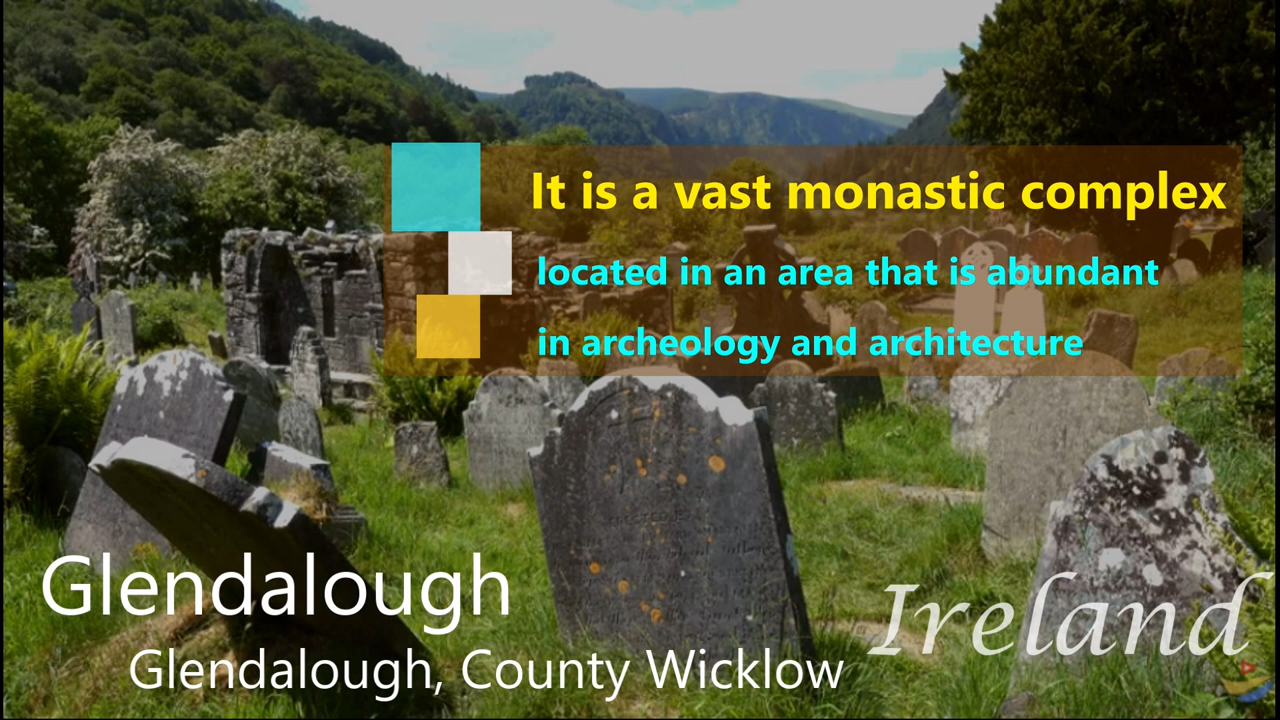 It is a vast monastic complex
located in an area that is abundant
in archeology and architecture
Glendalough
Glendalough, County Wicklow
Ireland